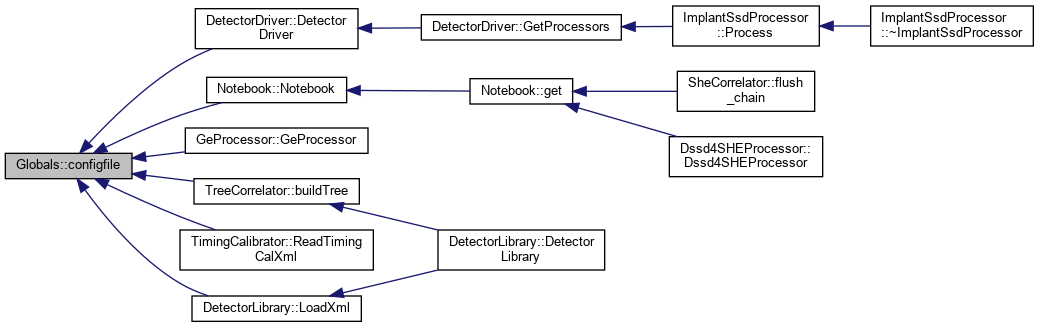 Globals::configfile
DetectorDriver::Detector
Driver
DetectorDriver::GetProcessors
ImplantSsdProcessor
::Process
ImplantSsdProcessor
::~ImplantSsdProcessor
Notebook::Notebook
Notebook::get
SheCorrelator::flush
_chain
Dssd4SHEProcessor::
Dssd4SHEProcessor
GeProcessor::GeProcessor
TreeCorrelator::buildTree
TimingCalibrator::ReadTiming
CalXml
DetectorLibrary::Detector
Library
DetectorLibrary::LoadXml